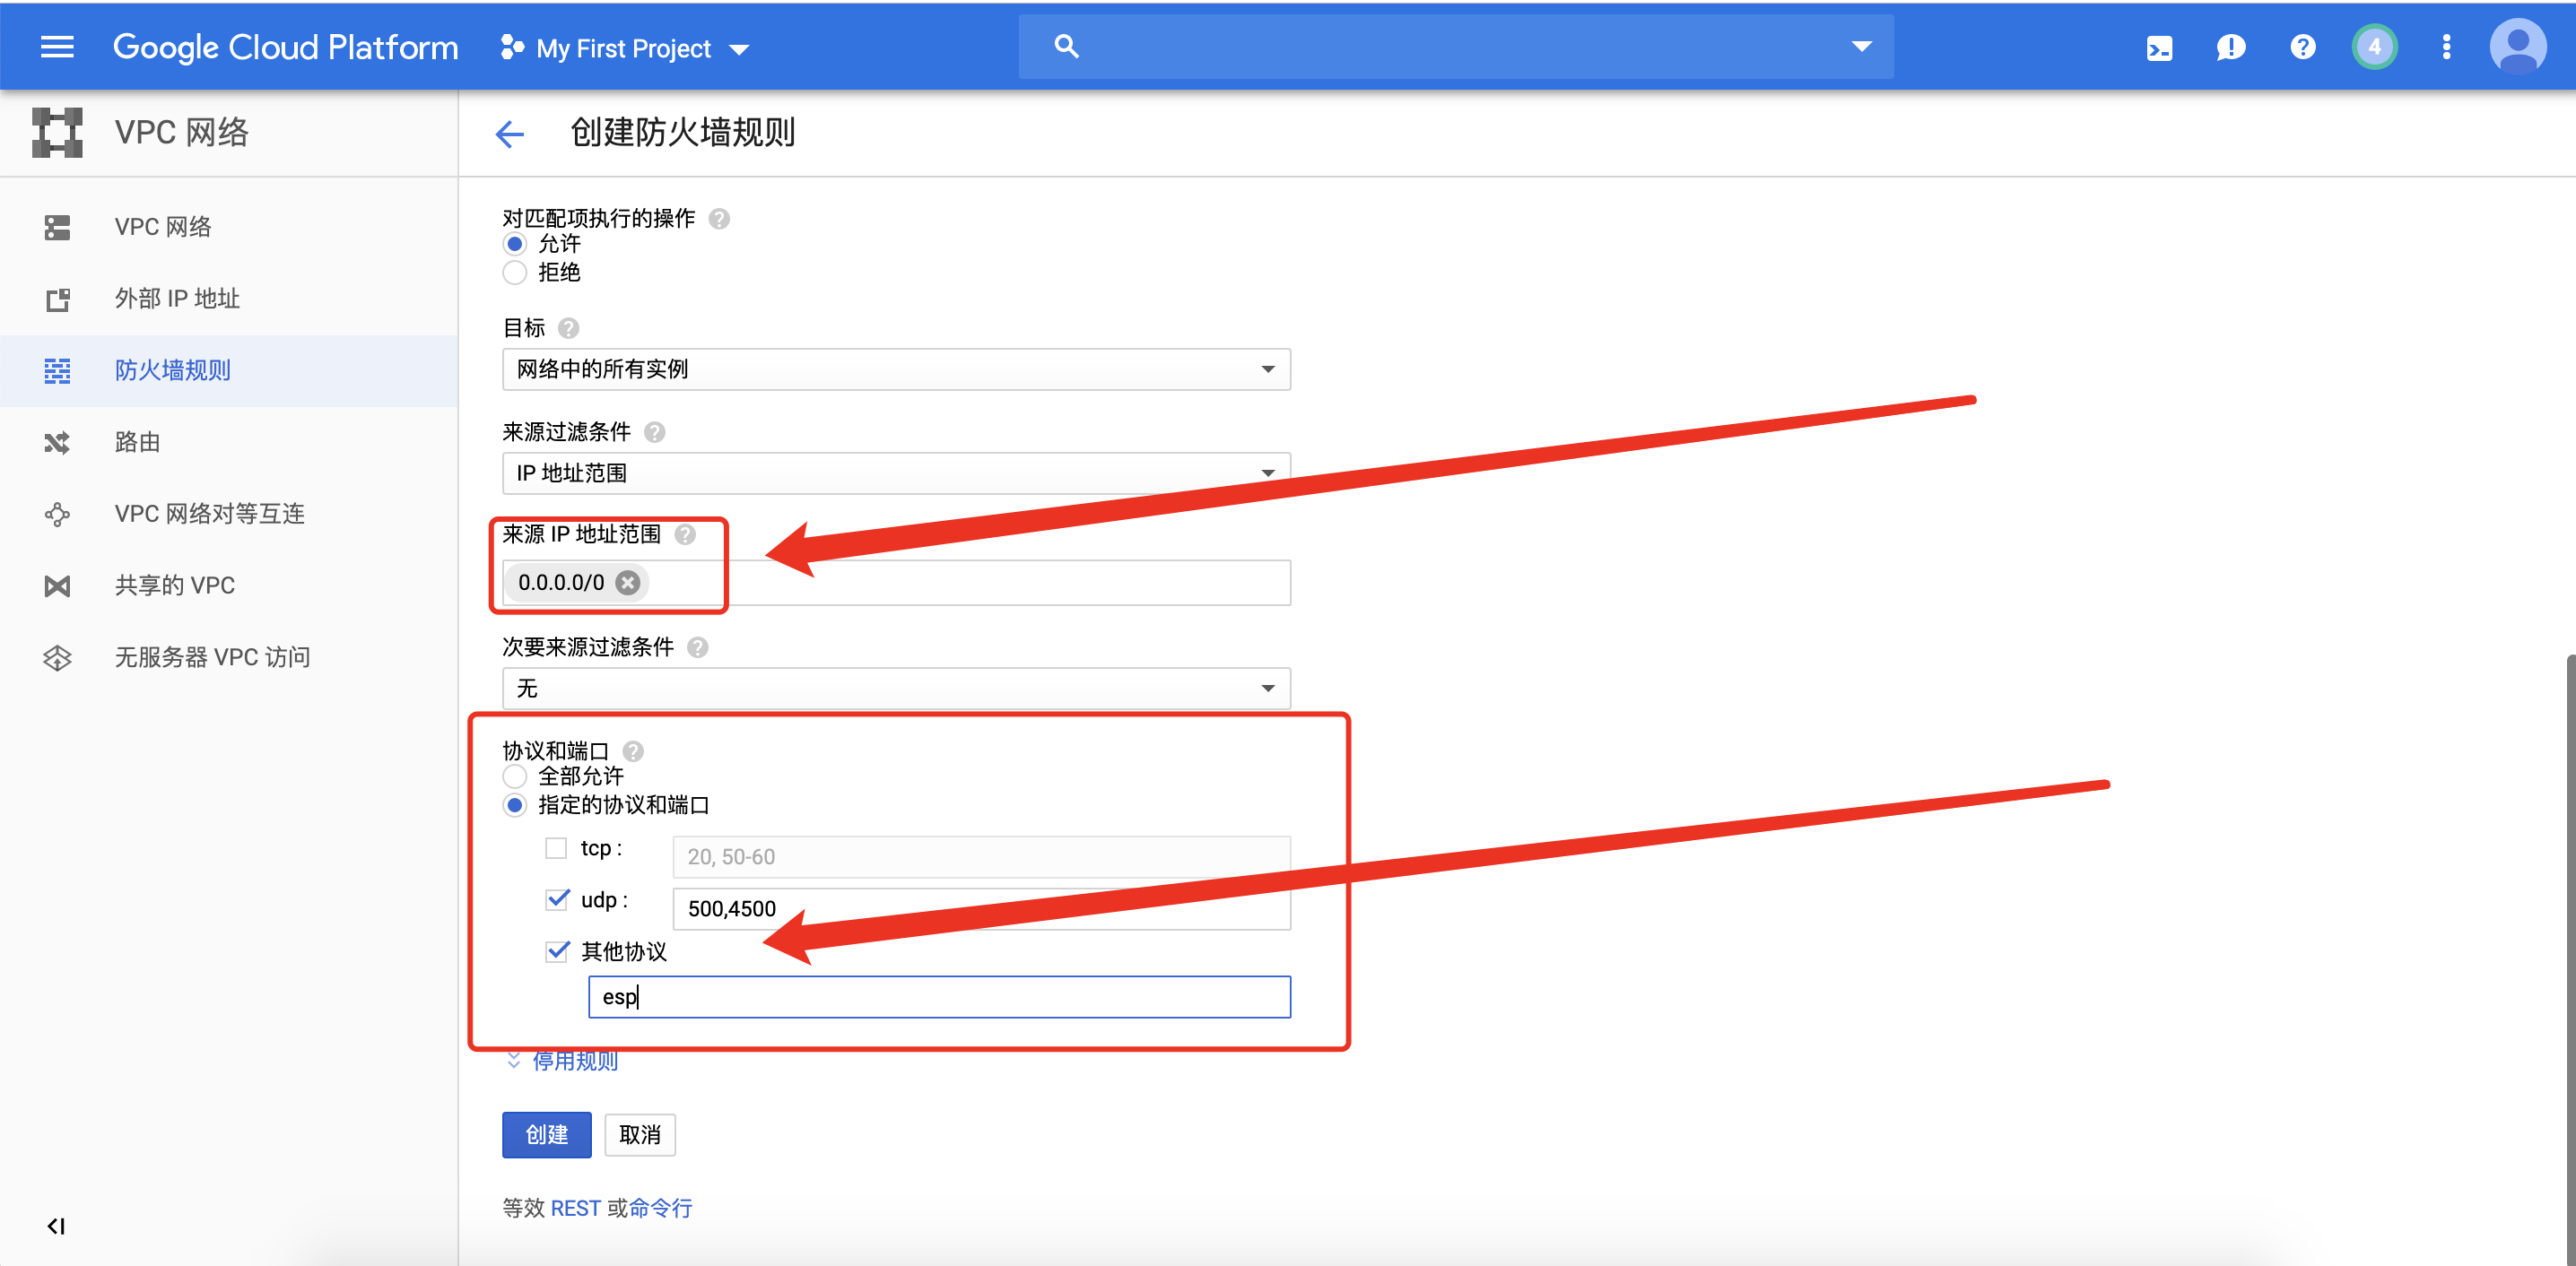 Google Cloud Platform
My First Project
4
VPC 网络
创建防火墙规则
VPC 网络
外部 IP 地址
防火墙规则
路由
VPC 网络对等互连
共享的 VPC
无服务器 VPC 访问
对匹配项执行的操作
允许
拒绝
目标
网络中的所有实例
来源过滤条件
IP 地址范围
来源 IP 地址范围
0.0.0.0/0
次要来源过滤条件
无
协议和端口
全部允许
指定的协议和端口
tcp :
20, 50-60
udp :
500,4500
其他协议
esp
停用规则
创建
取消
等效 REST 或命令行